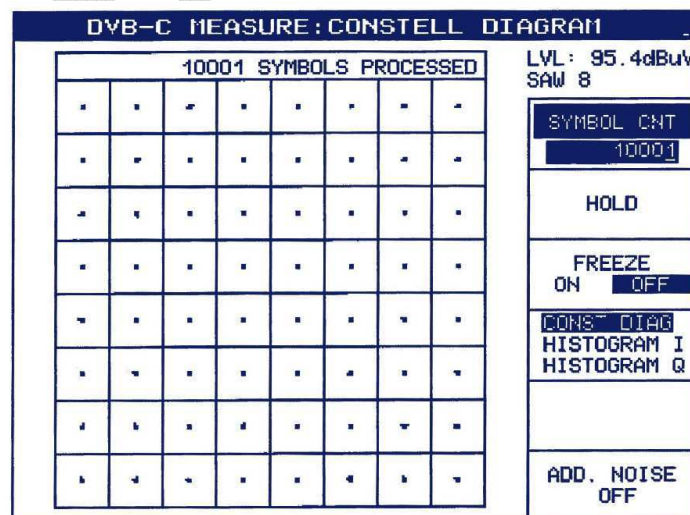 DVB-C MEASURE:CONSTELL DIAGRAM
10001 SYMBOLS PROCESSED
LVL: 95.4dBuV
SAW 8
SYMBOL CNT
10001
HOLD
FREEZE
ON OFF
CONST DIAG
HISTOGRAM I
HISTOGRAM Q
ADD. NOISE
OFF